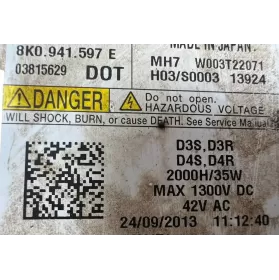 MADE IN JAPAN.
8K0.941.597 E
MH7 W003T22071
03815629 DOT H03/S0003 13924
DANGER Do not open.
HAZARDOUS VOLTAGE
WILL SHOCK, BURN, or cause DEATH. See Service Manual
D3S,D3R
D4S,D4R
2000H/35W
MAX 1300V DC
42V AC
24/09/2013 11:12:40